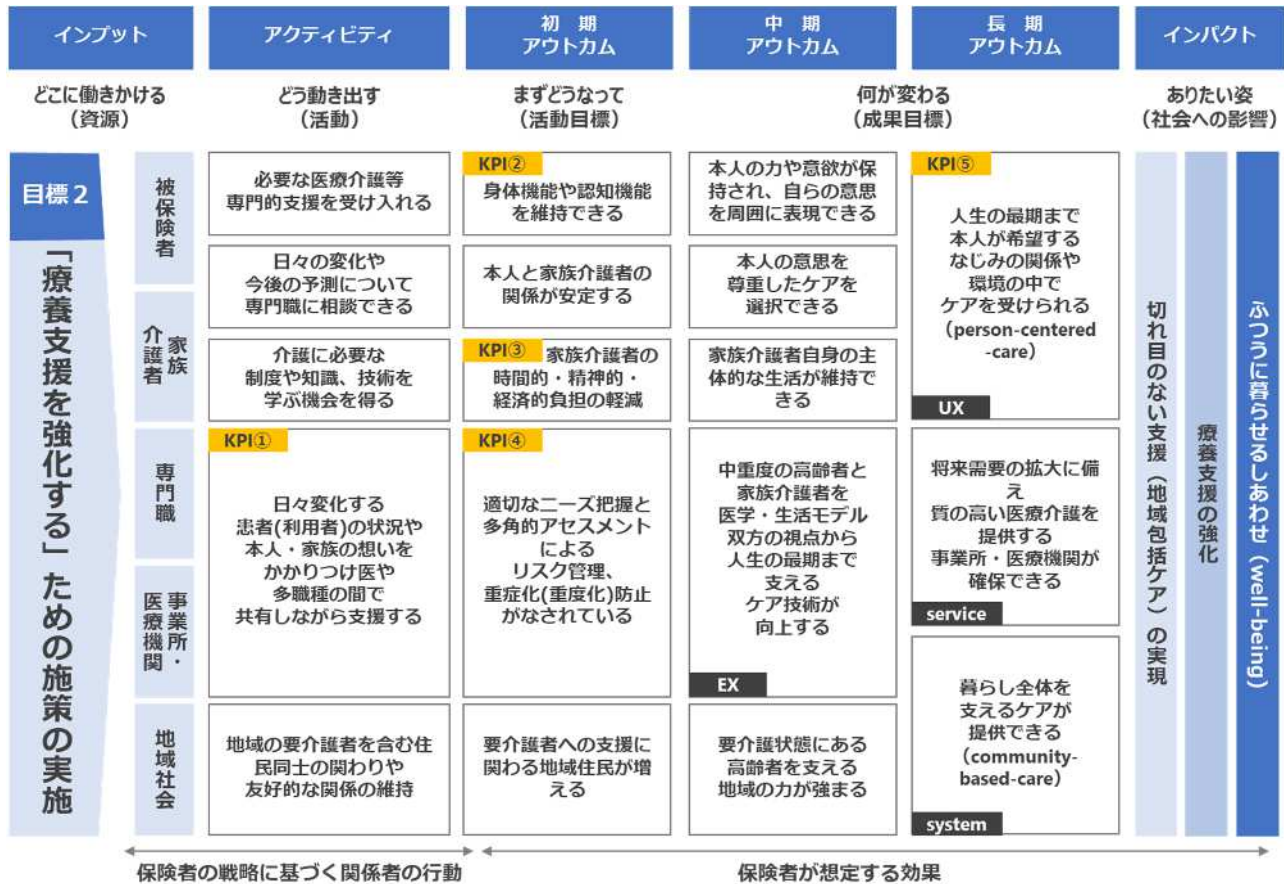 インプット
アクティビティ
初　期
アウトカム
中　期
アウトカム
長　期
アウトカム
インパクト
どこに働きかける
(資源)
どう動き出す
(活動)
まずどうなって
(活動目標)
何が変わる
(成果目標)
ありたい姿
(社会への影響)
目標２
「療養支援を強化する」ための施策の実施
被保険者
家族
介護者
専門職
事業所・
医療機関
地域社会
必要な医療介護等
専門的支援を受け入れる
日々の変化や
今後の予測について
専門職に相談できる
介護に必要な
制度や知識、技術を
学ぶ機会を得る
KPI①
日々変化する
患者(利用者)の状況や
本人・家族の想いを
かかりつけ医や
多職種の間で
共有しながら支援する
地域の要介護者を含む住
民同士の関わりや
友好的な関係の維持
KPI②
身体機能や認知機能
を維持できる
本人と家族介護者の
関係が安定する
KPI③ 家族介護者の
時間的・精神的・
経済的負担の軽減
KPI④
適切なニーズ把握と
多角的アセスメント
による
リスク管理、
重症化(重度化)防止
がなされている
要介護者への支援に
関わる地域住民が増
える
本人の力や意欲が保
持され、自らの意思
を周囲に表現できる
本人の意思を
尊重したケアを
選択できる
家族介護者自身の主
体的な生活が維持で
きる
中重度の高齢者と
家族介護者を
医学・生活モデル
双方の視点から
人生の最期まで
支える
ケア技術が
向上する
EX
要介護状態にある
高齢者を支える
地域の力が強まる
KPI⑤
人生の最期まで
本人が希望する
なじみの関係や
環境の中で
ケアを受けられる
(person-centered
-care)
UX
将来需要の拡大に備
え
質の高い医療介護を
提供する
事業所・医療機関が
確保できる
service
暮らし全体を
支えるケアが
提供できる
(community-
based-care)
system
切れ目のない支援（地域包括ケア）の実現
療養支援の強化
ふつうに暮らせるしあわせ（well-being）
保険者の戦略に基づく関係者の行動
保険者が想定する効果